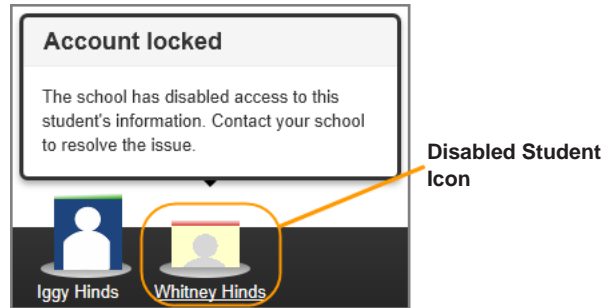 Account locked
The school has disabled access to this
student's information. Contact your school
to resolve the issue.
Disabled Student
Icon
Iggy Hinds
Whitney Hinds